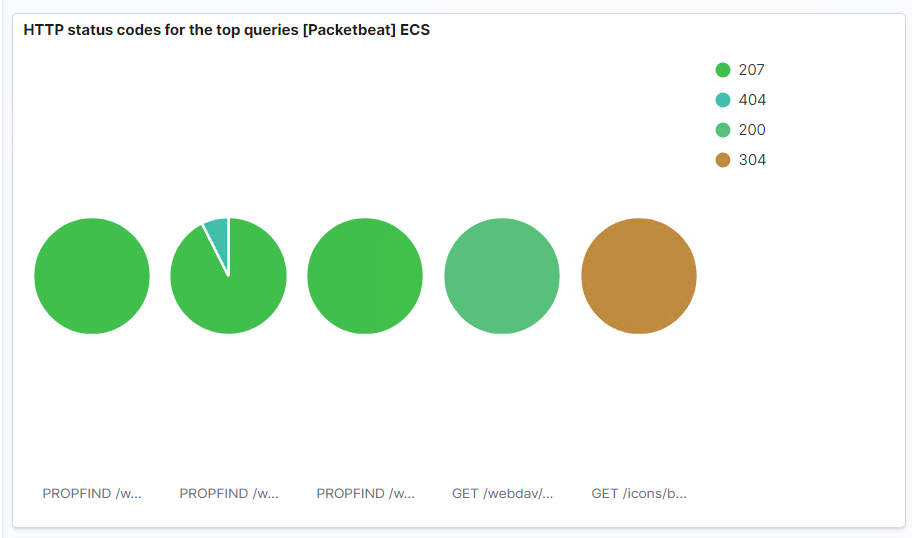 HTTP status codes for the top queries [Packetbeat] ECS
207
404
200
304
PROPFIND /w...
PROPFIND /w...
PROPFIND /w...
GET /webdav/...
GET /icons/b...